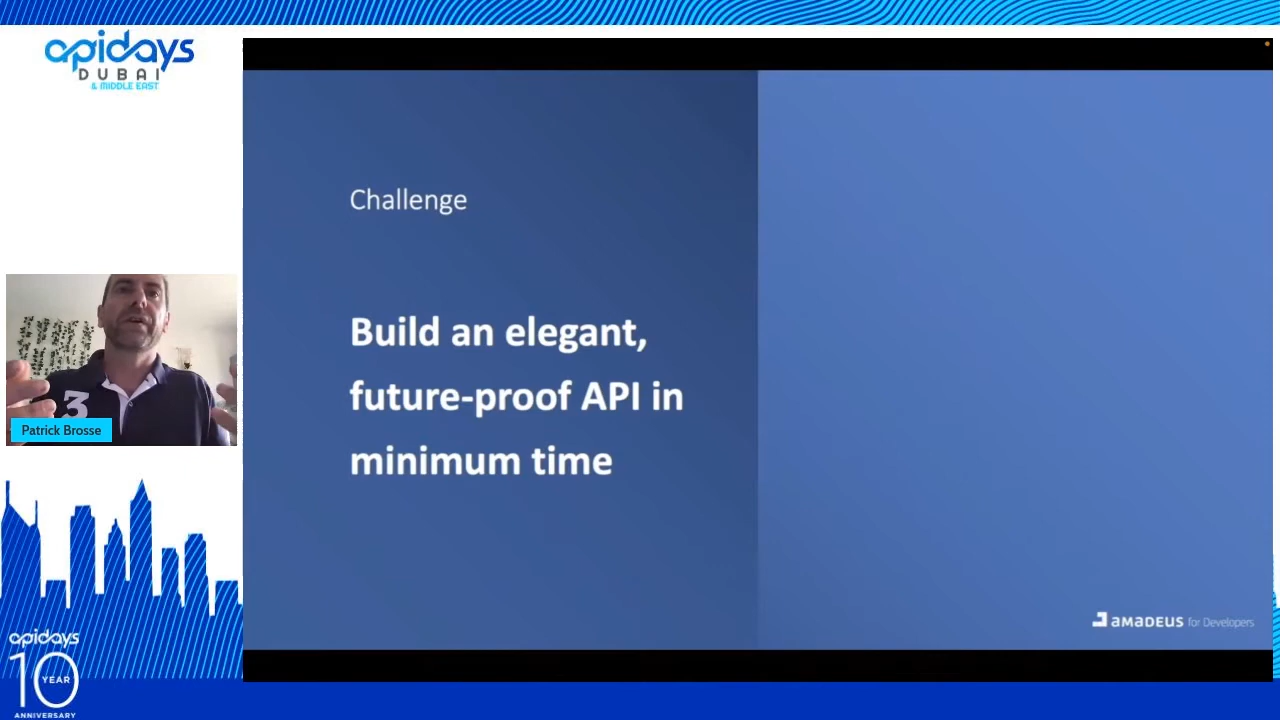 apidays
DUBAI
& MIDDLE EAST
Challenge
Build an elegant,
future-proof API in
minimum time
3
Patrick Brosse
amadeus for Developers
apidays
10
YEAR
ANNIVERSARY